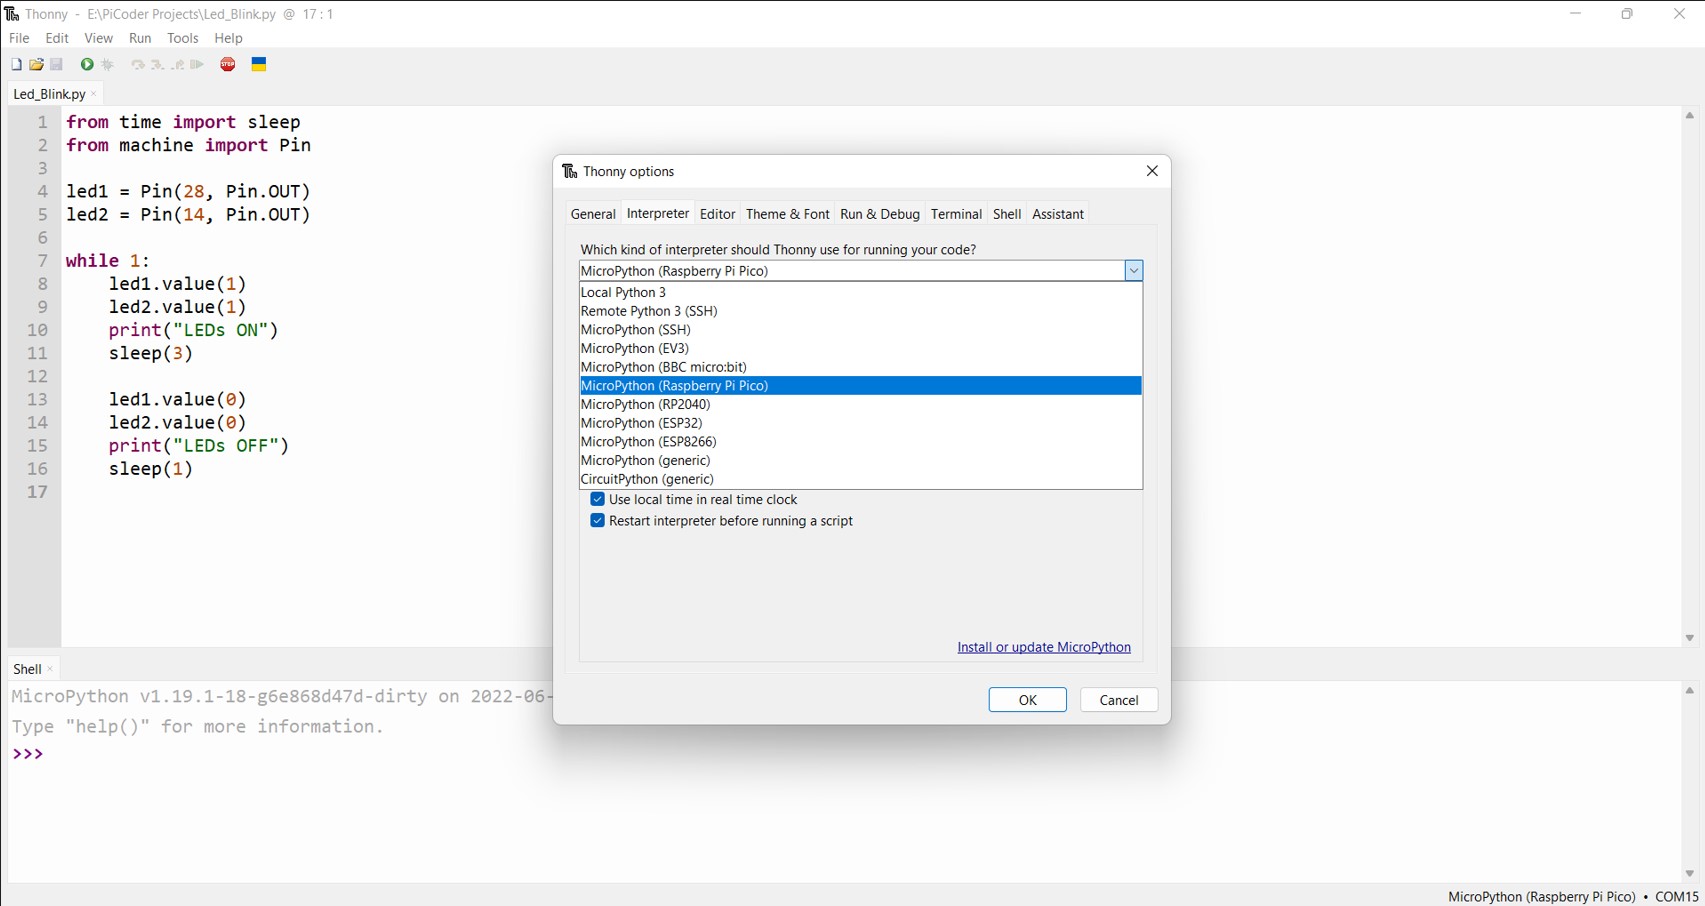 Thonny - E:\PiCoder Projects\Led_Blink.py @ 17:1
File Edit View Run Tools Help
STOP
Led_Blink.py ×
1 from time import sleep
2 from machine import Pin
3
4 led1 = Pin(28, Pin.OUT)
5 led2 = Pin(14, Pin.OUT)
6
7 while 1:
8     led1.value(1)
9     led2.value(1)
10     print("LEDs ON")
11     sleep(3)
12
13     led1.value(0)
14     led2.value(0)
15     print("LEDs OFF")
16     sleep(1)
17
Thonny options
General Interpreter Editor Theme & Font Run & Debug Terminal Shell Assistant
Which kind of interpreter should Thonny use for running your code?
MicroPython (Raspberry Pi Pico)
Local Python 3
Remote Python 3 (SSH)
MicroPython (SSH)
MicroPython (EV3)
MicroPython (BBC micro:bit)
MicroPython (Raspberry Pi Pico)
MicroPython (RP2040)
MicroPython (ESP32)
MicroPython (ESP8266)
MicroPython (generic)
CircuitPython (generic)
Use local time in real time clock
Restart interpreter before running a script
Install or update MicroPython
OK Cancel
Shell ×
MicroPython v1.19.1-18-g6e868d47d-dirty on 2022-06-
Type "help()" for more information.
>>>
MicroPython (Raspberry Pi Pico) • COM15